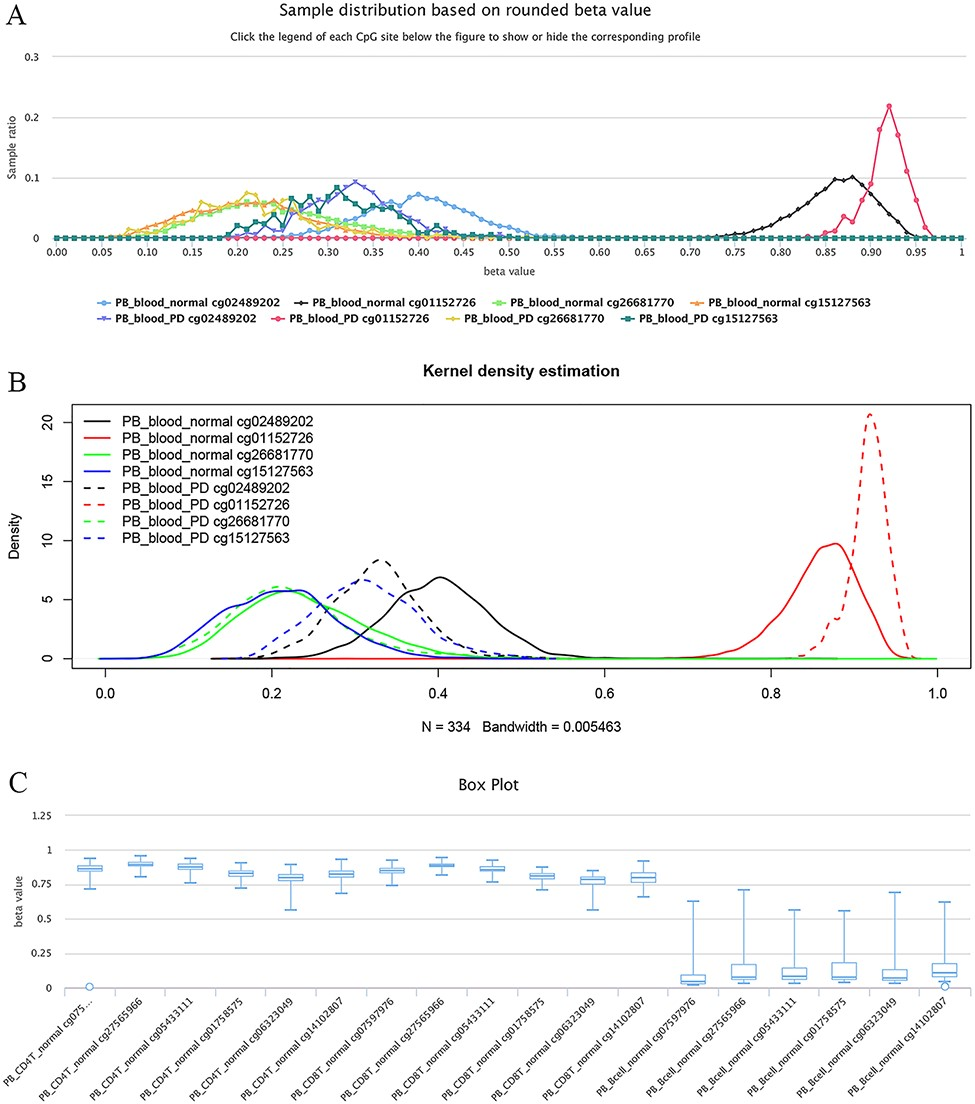 A
Sample distribution based on rounded beta value
Click the legend of each CpG site below the figure to show or hide the corresponding profile
0.3
0.2
0.1
0
Sample ratio
0.00 0.05 0.10 0.15 0.20 0.25 0.30 0.35 0.40 0.45 0.50 0.55 0.60 0.65 0.70 0.75 0.80 0.85 0.90 0.95 1
beta value
PB_blood_normal cg02489202 PB_blood_normal cg01152726 PB_blood_normal cg26681770 PB_blood_normal cg15127563
PB_blood_PD cg02489202 PB_blood_PD cg01152726 PB_blood_PD cg26681770 PB_blood_PD cg15127563
B
Kernel density estimation
20
15
10
5
0
Density
PB_blood_normal cg02489202
PB_blood_normal cg01152726
PB_blood_normal cg26681770
PB_blood_normal cg15127563
PB_blood_PD cg02489202
PB_blood_PD cg01152726
PB_blood_PD cg26681770
PB_blood_PD cg15127563
0.0 0.2 0.4 0.6 0.8 1.0
N = 334 Bandwidth = 0.005463
C
Box Plot
1.25
1
0.75
0.5
0.25
0
beta value
PB_CD4T_normal cg075...
PB_CD4T_normal cg27565966
PB_CD4T_normal cg05433111
PB_CD4T_normal cg01758575
PB_CD4T_normal cg06323049
PB_CD4T_normal cg14102807
PB_CD8T_normal cg07597976
PB_CD8T_normal cg27565966
PB_CD8T_normal cg05433111
PB_CD8T_normal cg01758575
PB_CD8T_normal cg06323049
PB_CD8T_normal cg14102807
PB_Bcell_normal cg07597976
PB_Bcell_normal cg27565966
PB_Bcell_normal cg05433111
PB_Bcell_normal cg01758575
PB_Bcell_normal cg06323049
PB_Bcell_normal cg14102807